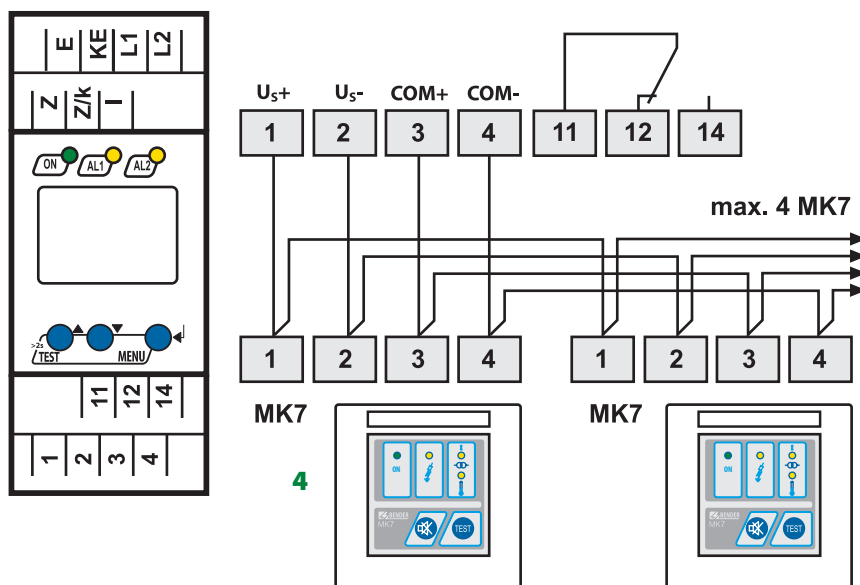 E KE L1 L2
Z Z/k I
ON AL1 AL2
>2s
TEST MENU
11 12 14
1 2 3 4
Us+ Us- COM+ COM-
1 2 3 4 11 12 14
max. 4 MK7
1 2 3 4 1 2 3 4
MK7 MK7
4
ON
BENDER
MK7
TEST
ON
BENDER
MK7
TEST